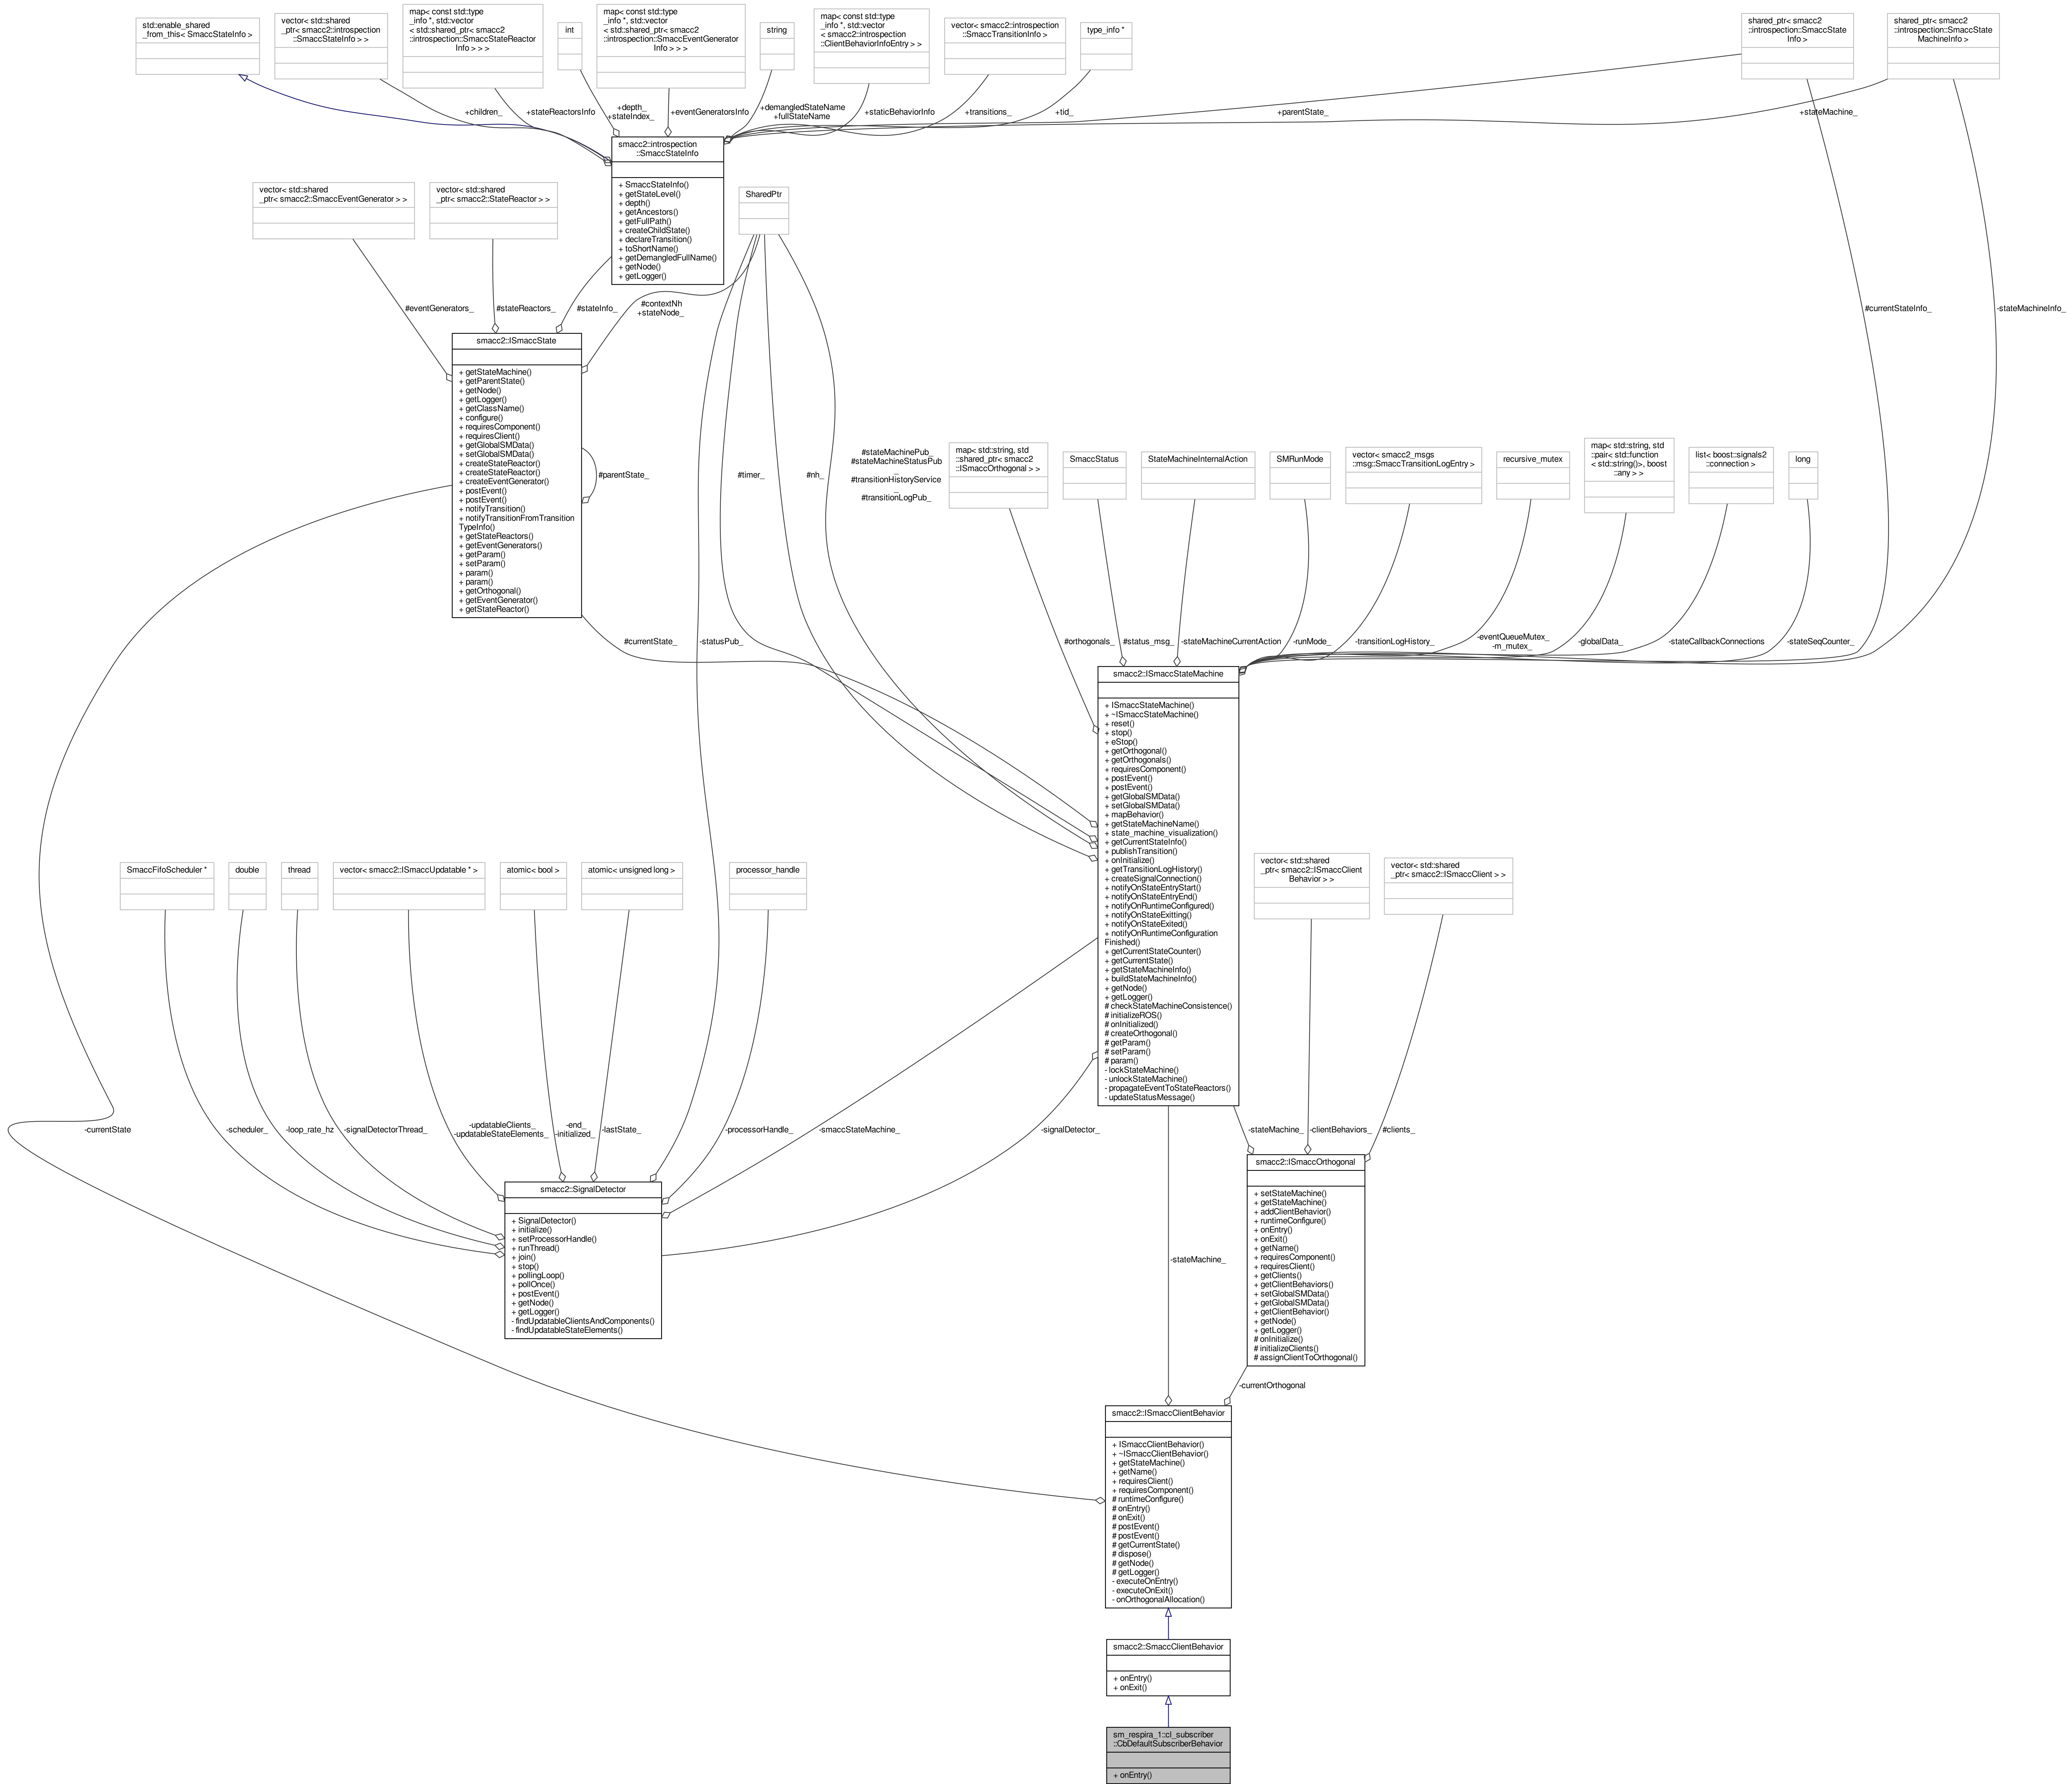 std::enable_shared
_from_this< SmaccStateInfo >
vector< std::shared
_ptr< smacc2::introspection
::SmaccStateInfo > >
map< const std::type
_info *, std::vector
< std::shared_ptr< smacc2
::introspection::SmaccStateReactor
Info > > >
int
map< const std::type
_info *, std::vector
< std::shared_ptr< smacc2
::introspection::SmaccEventGenerator
Info > > >
string
map< const std::type
_info *, std::vector
< smacc2::introspection
::ClientBehaviorInfoEntry > >
vector< smacc2::introspection
::SmaccTransitionInfo >
type_info *
shared_ptr< smacc2
::introspection::SmaccState
Info >
shared_ptr< smacc2
::introspection::SmaccState
MachineInfo >
+children_
+stateReactorsInfo
+depth_
+stateIndex_
+eventGeneratorsInfo
+demangledStateName
+fullStateName
+staticBehaviorInfo
+transitions_
+tid_
+parentState_
+stateMachine_
smacc2::introspection
::SmaccStateInfo
+ SmaccStateInfo()
+ getStateLevel()
+ depth()
+ getAncestors()
+ getFullPath()
+ createChildState()
+ declareTransition()
+ toShortName()
+ getDemangledFullName()
+ getNode()
+ getLogger()
vector< std::shared
_ptr< smacc2::SmaccEventGenerator > >
vector< std::shared
_ptr< smacc2::StateReactor > >
SharedPtr
#eventGenerators_
#stateReactors_
#stateInfo_
#contextNh
+stateNode_
#currentStateInfo_
-stateMachineInfo_
smacc2::ISmaccState
+ getStateMachine()
+ getParentState()
+ getNode()
+ getLogger()
+ getClassName()
+ configure()
+ requiresComponent()
+ requiresClient()
+ getGlobalSMData()
+ setGlobalSMData()
+ createStateReactor()
+ createStateReactor()
+ createEventGenerator()
+ postEvent()
+ postEvent()
+ notifyTransition()
+ notifyTransitionFromTransition
TypeInfo()
+ getStateReactors()
+ getEventGenerators()
+ getParam()
+ setParam()
+ param()
+ param()
+ getOrthogonal()
+ getEventGenerator()
+ getStateReactor()
#parentState_
#timer_
#nh_
#stateMachinePub_
#stateMachineStatusPub
_
#transitionHistoryService
_
#transitionLogPub_
map< std::string, std
::shared_ptr< smacc2
::ISmaccOrthogonal > >
SmaccStatus
StateMachineInternalAction
SMRunMode
vector< smacc2_msgs
::msg::SmaccTransitionLogEntry >
recursive_mutex
map< std::string, std
::pair< std::function
< std::string()>, boost
::any > >
list< boost::signals2
::connection >
long
#currentState_
-statusPub_
#orthogonals_
#status_msg_
-stateMachineCurrentAction
-runMode_
-transitionLogHistory_
-eventQueueMutex_
-m_mutex_
-globalData_
-stateCallbackConnections
-stateSeqCounter_
smacc2::ISmaccStateMachine
+ ISmaccStateMachine()
+ ~ISmaccStateMachine()
+ reset()
+ stop()
+ eStop()
+ getOrthogonal()
+ getOrthogonals()
+ requiresComponent()
+ postEvent()
+ postEvent()
+ getGlobalSMData()
+ setGlobalSMData()
+ mapBehavior()
+ getStateMachineName()
+ state_machine_visualization()
+ getCurrentStateInfo()
+ publishTransition()
+ onInitialize()
+ getTransitionLogHistory()
+ createSignalConnection()
+ notifyOnStateEntryStart()
+ notifyOnStateEntryEnd()
+ notifyOnRuntimeConfigured()
+ notifyOnStateExitting()
+ notifyOnStateExited()
+ notifyOnRuntimeConfiguration
Finished()
+ getCurrentStateCounter()
+ getCurrentState()
+ getStateMachineInfo()
+ buildStateMachineInfo()
+ getNode()
+ getLogger()
# checkStateMachineConsistence()
# initializeROS()
# onInitialized()
# createOrthogonal()
# getParam()
# setParam()
# param()
- lockStateMachine()
- unlockStateMachine()
- propagateEventToStateReactors()
- updateStatusMessage()
SmaccFifoScheduler *
double
thread
vector< smacc2::ISmaccUpdatable * >
atomic< bool >
atomic< unsigned long >
processor_handle
vector< std::shared
_ptr< smacc2::ISmaccClient
Behavior > >
vector< std::shared
_ptr< smacc2::ISmaccClient > >
-currentState
-scheduler_
-loop_rate_hz
-signalDetectorThread_
-updatableClients_
-updatableStateElements_
-end_
-initialized_
-lastState_
-processorHandle_
-smaccStateMachine_
-signalDetector_
-stateMachine_
-clientBehaviors_
#clients_
smacc2::SignalDetector
+ SignalDetector()
+ initialize()
+ setProcessorHandle()
+ runThread()
+ join()
+ stop()
+ pollingLoop()
+ pollOnce()
+ postEvent()
+ getNode()
+ getLogger()
- findUpdatableClientsAndComponents()
- findUpdatableStateElements()
smacc2::ISmaccOrthogonal
+ setStateMachine()
+ getStateMachine()
+ addClientBehavior()
+ runtimeConfigure()
+ onEntry()
+ onExit()
+ getName()
+ requiresComponent()
+ requiresClient()
+ getClients()
+ getClientBehaviors()
+ setGlobalSMData()
+ getGlobalSMData()
+ getClientBehavior()
+ getNode()
+ getLogger()
# onInitialize()
# initializeClients()
# assignClientToOrthogonal()
-stateMachine_
-currentOrthogonal
smacc2::ISmaccClientBehavior
+ ISmaccClientBehavior()
+ ~ISmaccClientBehavior()
+ getStateMachine()
+ getName()
+ requiresClient()
+ requiresComponent()
# runtimeConfigure()
# onEntry()
# onExit()
# postEvent()
# postEvent()
# getCurrentState()
# dispose()
# getNode()
# getLogger()
- executeOnEntry()
- executeOnExit()
- onOrthogonalAllocation()
smacc2::SmaccClientBehavior
+ onEntry()
+ onExit()
sm_respira_1::cl_subscriber
::CbDefaultSubscriberBehavior
+ onEntry()